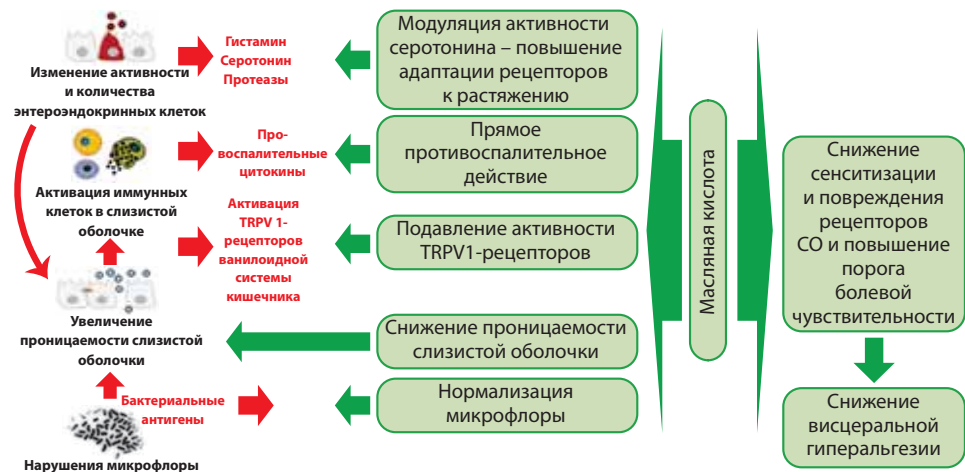 Изменение активности
и количества
энтероэндокринных клеток
Гистамин
Серотонин
Протеазы
Модуляция активности
серотонина – повышение
адаптации рецепторов
к растяжению
Активация иммунных
клеток в слизистой
оболочке
Про-
воспалительные
цитокины
Прямое
противоспалительное
действие
Активация
TRPV 1-
рецепторов
ванилоидной
системы
кишечника
Подавление активности
TRPV1-рецепторов
Увеличение
проницаемости слизистой
оболочки
Снижение проницаемости
слизистой оболочки
Бактериальные
антигены
Нормализация
микрофлоры
Нарушения микрофлоры
Масляная кислота
Снижение
сенситизации
и повреждения
рецепторов
СО и повышение
порога
болевой
чувствительности
Снижение
висцеральной
гиперальгезии